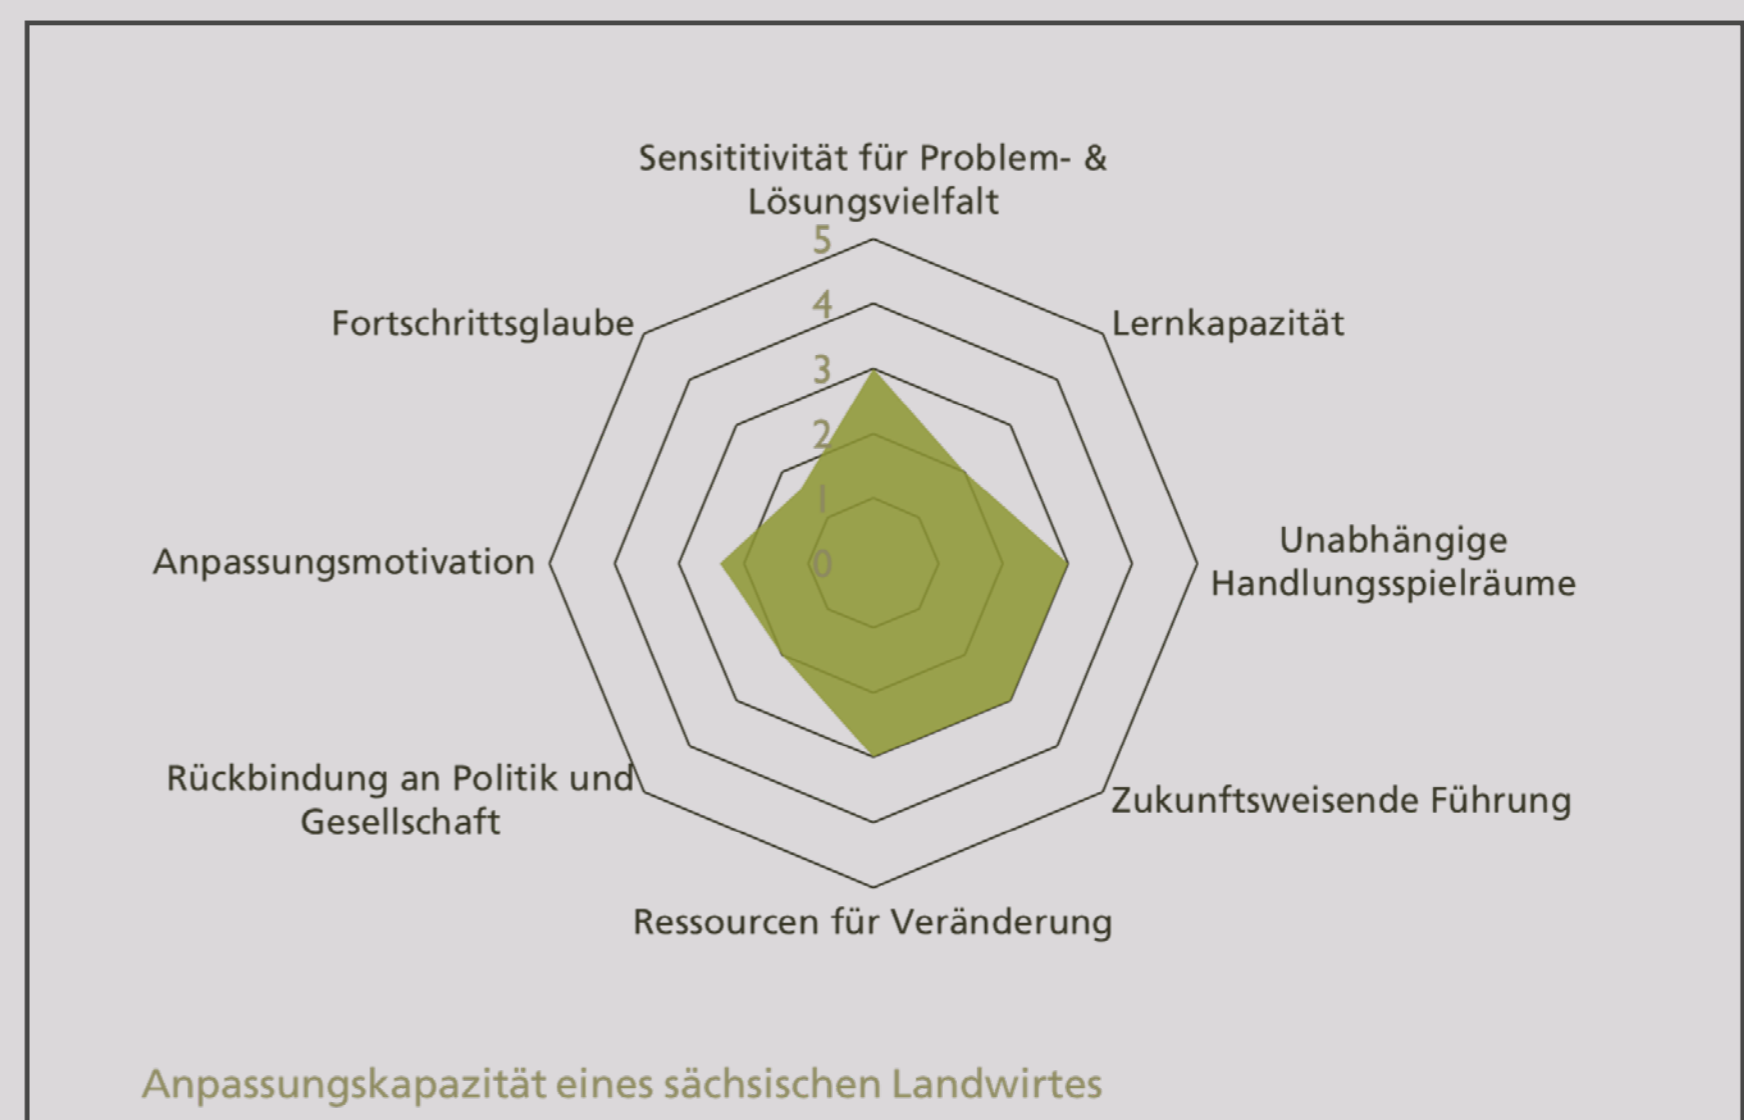 Sensititivität für Problem- &
Lösungsvielfalt
5
4
3
2
1
0
Fortschrittsglaube
Lernkapazität
Anpassungsmotivation
Unabhängige
Handlungsspielräume
Rückbindung an Politik und
Gesellschaft
Zukunftsweisende Führung
Ressourcen für Veränderung
Anpassungskapazität eines sächsischen Landwirtes